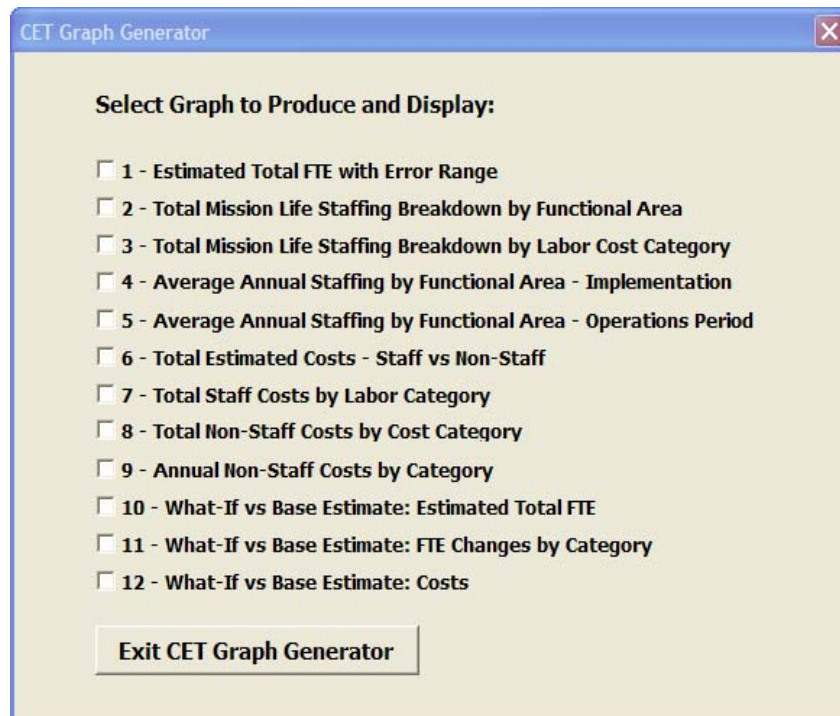 CET Graph Generator
Select Graph to Produce and Display:
1 - Estimated Total FTE with Error Range
2 - Total Mission Life Staffing Breakdown by Functional Area
3 - Total Mission Life Staffing Breakdown by Labor Cost Category
4 - Average Annual Staffing by Functional Area - Implementation
5 - Average Annual Staffing by Functional Area - Operations Period
6 - Total Estimated Costs - Staff vs Non-Staff
7 - Total Staff Costs by Labor Category
8 - Total Non-Staff Costs by Cost Category
9 - Annual Non-Staff Costs by Category
10 - What-If vs Base Estimate: Estimated Total FTE
11 - What-If vs Base Estimate: FTE Changes by Category
12 - What-If vs Base Estimate: Costs
Exit CET Graph Generator